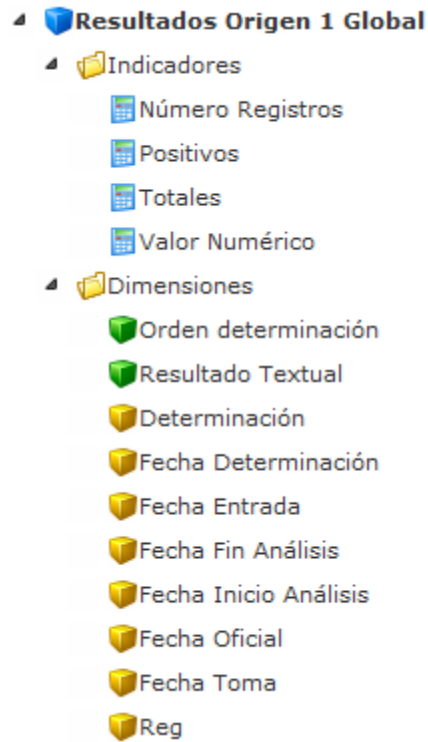 Resultados Origen 1 Global
Indicadores
Número Registros
Positivos
Totales
Valor Numérico
Dimensiones
Orden determinación
Resultado Textual
Determinación
Fecha Determinación
Fecha Entrada
Fecha Fin Análisis
Fecha Inicio Análisis
Fecha Oficial
Fecha Toma
Reg